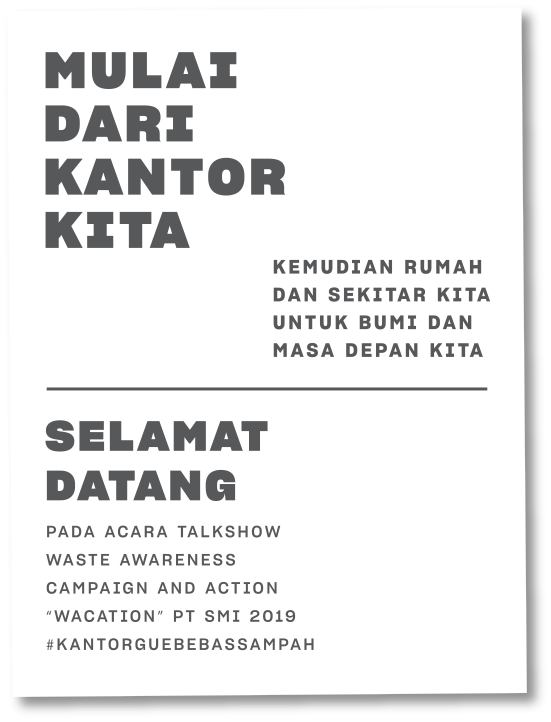 MULAI
DARI
KANTOR
KITA
KEMUDIAN RUMAH
DAN SEKITAR KITA
UNTUK BUMI DAN
MASA DEPAN KITA
SELAMAT
DATANG
PADA ACARA TALKSHOW
WASTE AWARENESS
CAMPAIGN AND ACTION
“WACATION” PT SMI 2019
#KANTORGUEBEBASSAMPAH